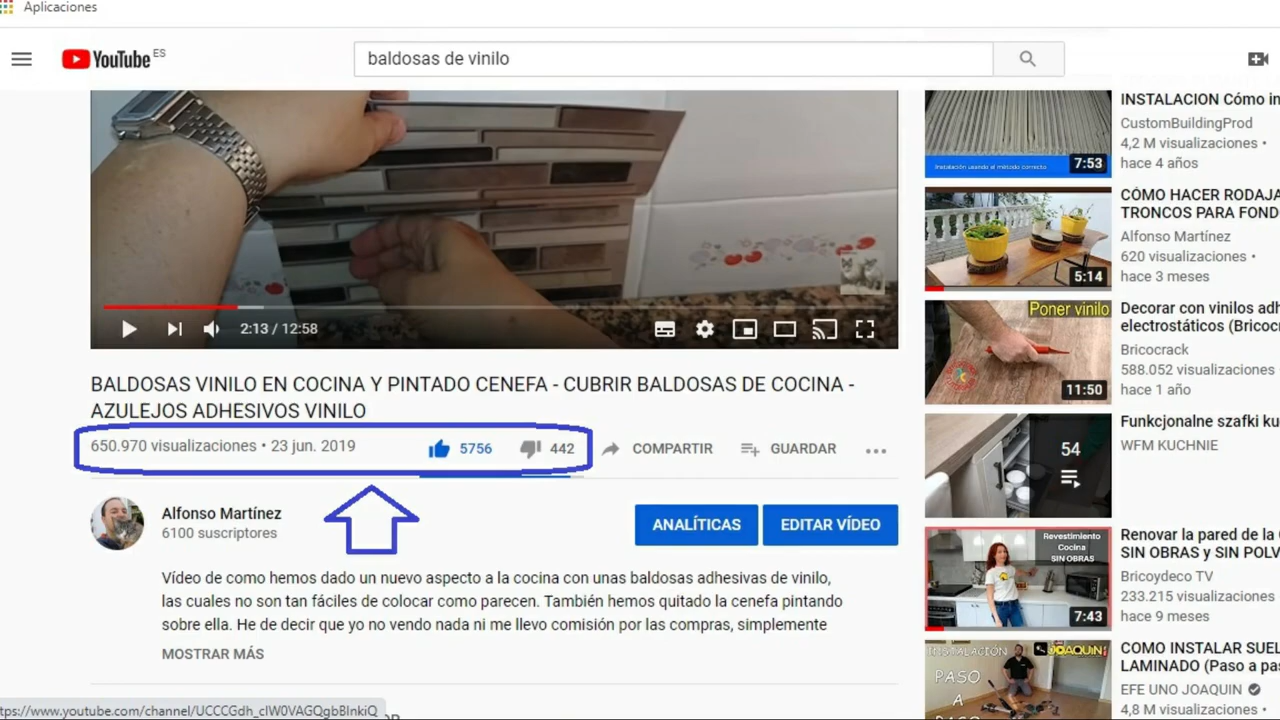 Aplicaciones
YouTube ES
baldosas de vinilo
2:13 / 12:58
BALDOSAS VINILO EN COCINA Y PINTADO CENEFA - CUBRIR BALDOSAS DE COCINA -
AZULEJOS ADHESIVOS VINILO
650.970 visualizaciones • 23 jun. 2019
5756
442
COMPARTIR
GUARDAR
Alfonso Martínez
6100 suscriptores
ANALÍTICAS
EDITAR VÍDEO
Vídeo de como hemos dado un nuevo aspecto a la cocina con unas baldosas adhesivas de vinilo,
las cuales no son tan fáciles de colocar como parecen. También hemos quitado la cenefa pintando
sobre ella. He de decir que yo no vendo nada ni me llevo comisión por las compras, simplemente
MOSTRAR MÁS
Instalación usando el método correcto
7:53
INSTALACION Cómo in
CustomBuildingProd
4,2 M visualizaciones •
hace 4 años
5:14
CÓMO HACER RODAJA
TRONCOS PARA FOND
Alfonso Martínez
620 visualizaciones •
hace 3 meses
Poner vinilo
11:50
Decorar con vinilos adh
electrostáticos (Bricoc
Bricocrack
588.052 visualizaciones
hace 1 año
54
Funkcjonalne szafki ku
WFM KUCHNIE
Revestimiento
Cocina
SIN OBRAS
7:43
Renovar la pared de la
SIN OBRAS y SIN POLV
Bricoydeco TV
233.215 visualizaciones
hace 9 meses
INSTALACIÓN
JOAQUIN
PASO
A
PASO
COMO INSTALAR SUEL
LAMINADO (Paso a pas
EFE UNO JOAQUIN
4,8 M visualizaciones •